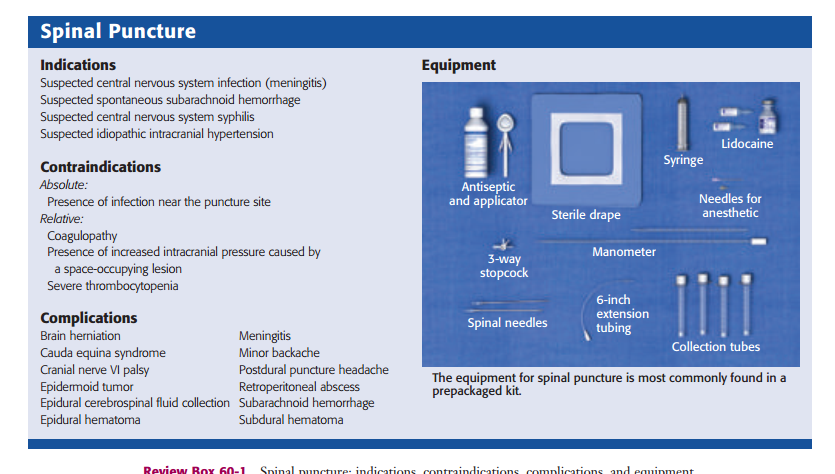 Spinal Puncture
Indications
Suspected central nervous system infection (meningitis)
Suspected spontaneous subarachnoid hemorrhage
Suspected central nervous system syphilis
Suspected idiopathic intracranial hypertension
Contraindications
Absolute:
Presence of infection near the puncture site
Relative:
Coagulopathy
Presence of increased intracranial pressure caused by
a space-occupying lesion
Severe thrombocytopenia
Complications
Brain herniation
Cauda equina syndrome
Cranial nerve VI palsy
Epidermoid tumor
Epidural cerebrospinal fluid collection
Epidural hematoma
Meningitis
Minor backache
Postdural puncture headache
Retroperitoneal abscess
Subarachnoid hemorrhage
Subdural hematoma
Equipment
Antiseptic
and applicator
Sterile drape
Syringe
Lidocaine
Needles for
anesthetic
3-way
stopcock
Manometer
Spinal needles
6-inch
extension
tubing
Collection tubes
The equipment for spinal puncture is most commonly found in a
prepackaged kit.
Review Box 60-1 Spinal puncture: indications, contraindications, complications, and equipment